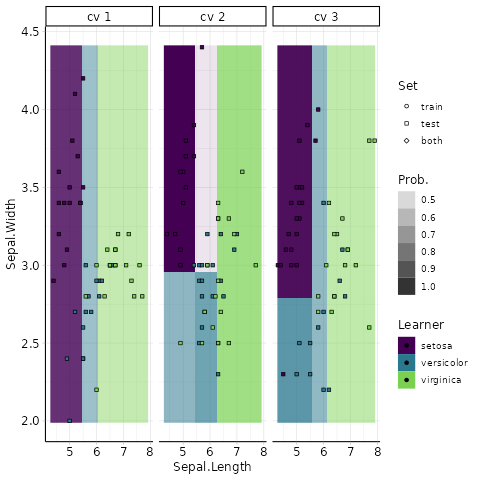 cv 1
cv 2
cv 3
4.5
4.0
3.5
3.0
2.5
2.0
Sepal.Width
5 6 7 8
5 6 7 8
5 6 7 8
Sepal.Length
Set
train
test
both
Prob.
0.5
0.6
0.7
0.8
0.9
1.0
Learner
setosa
versicolor
virginica